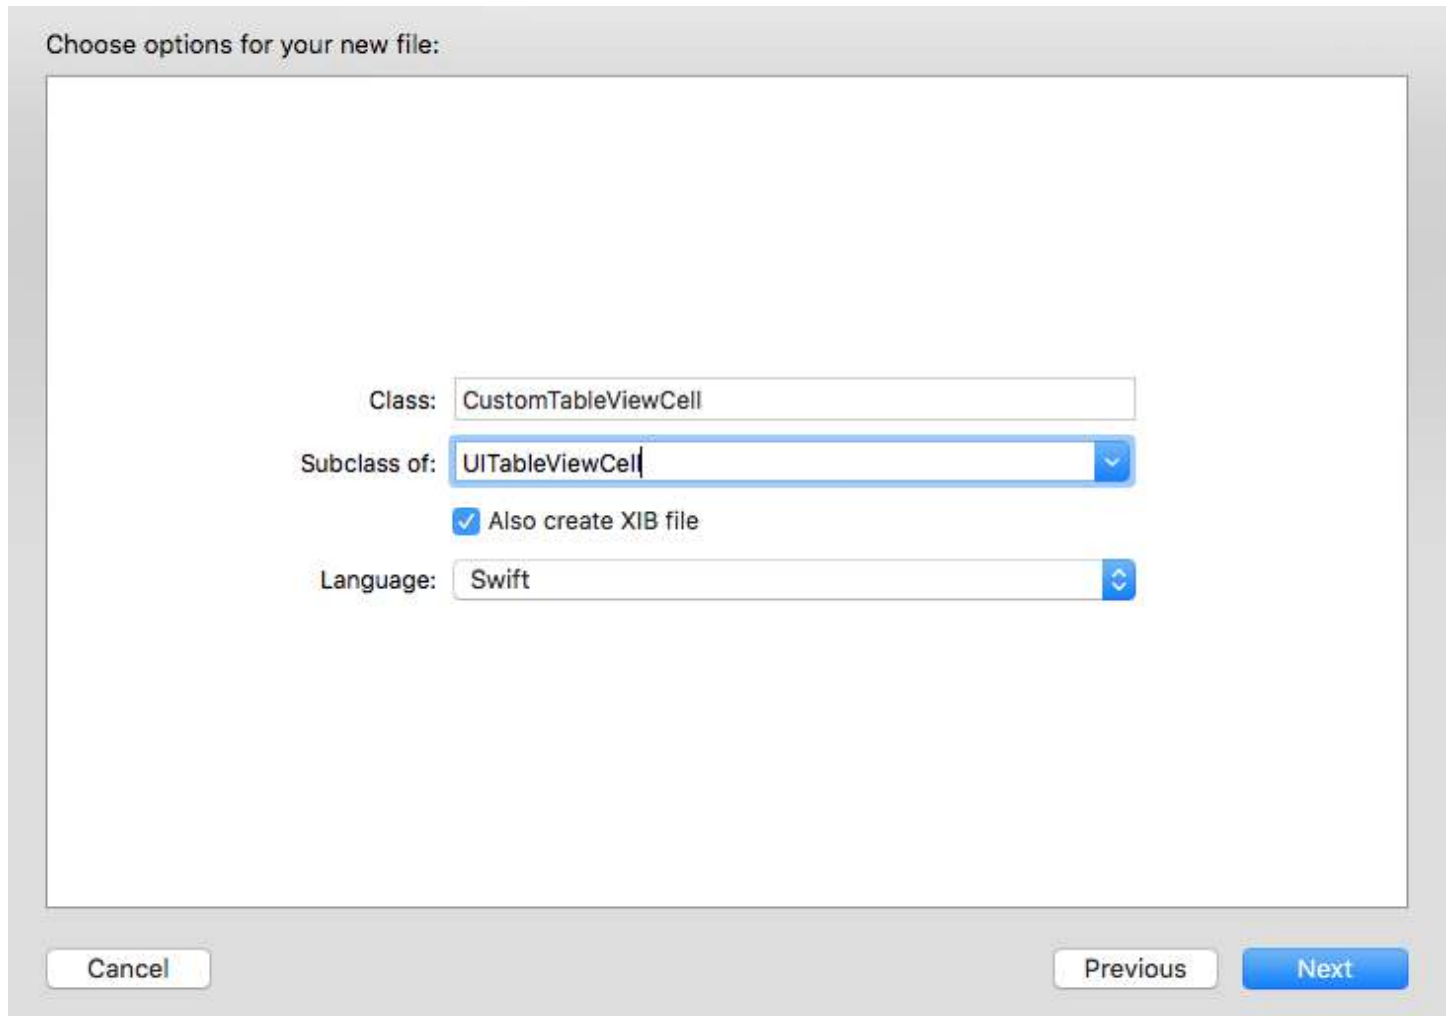 Choose options for your new file:
Class: CustomTableViewCell
Subclass of: UITableViewCell
Also create XIB file
Language: Swift
Cancel Previous Next